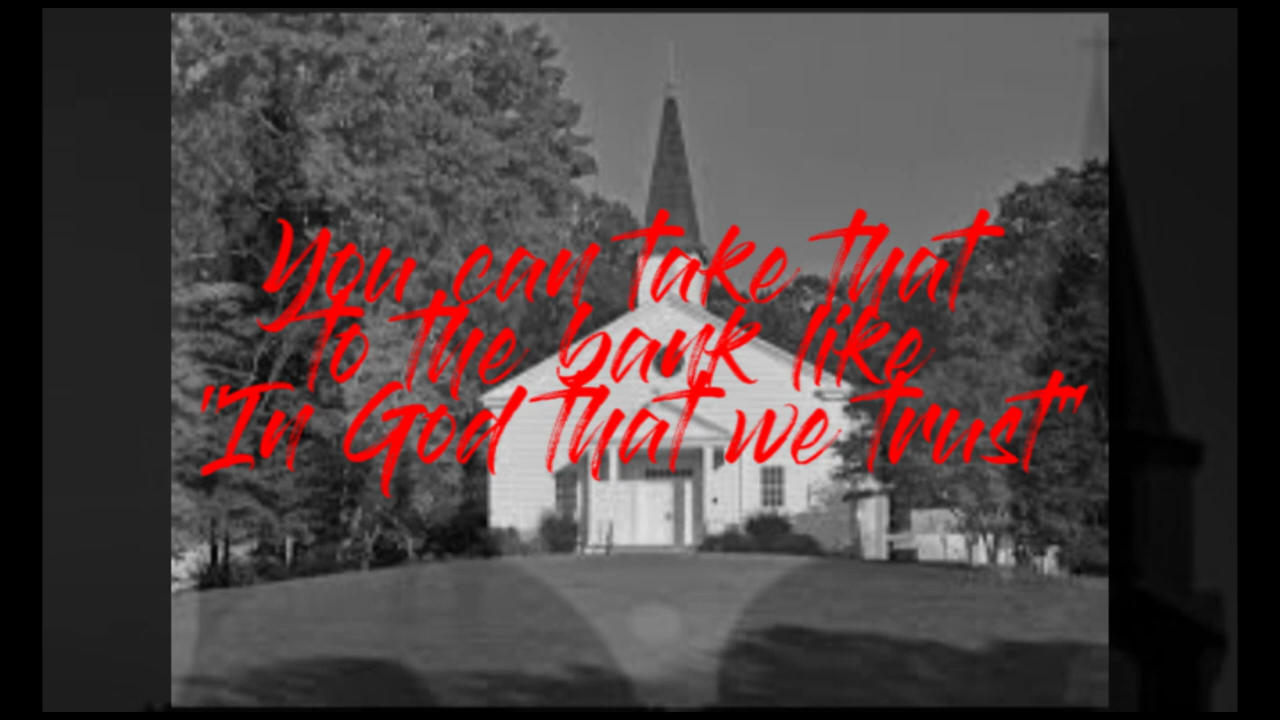 You can take that
to the bank like
"In God that we trust"